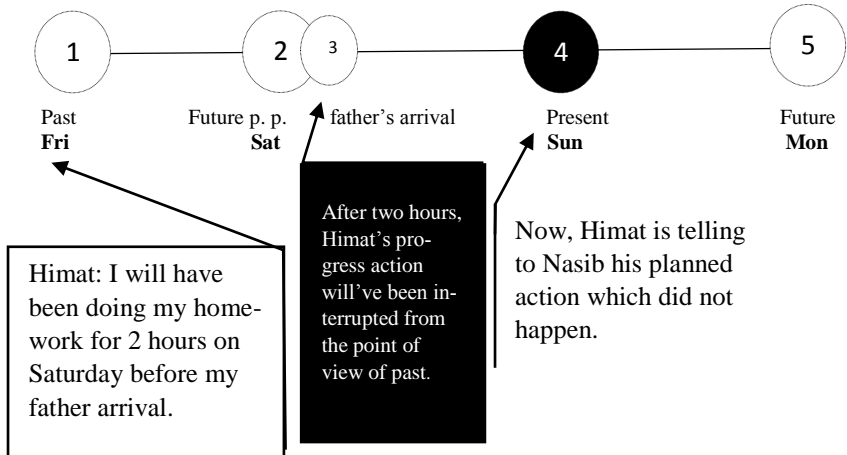 1
2
3
4
5
Past
Fri
Future p. p.
Sat
father's arrival
Present
Sun
Future
Mon
Himat: I will have
been doing my home-
work for 2 hours on
Saturday before my
father arrival.
After two hours,
Himat's pro-
gress action
will've been in-
terrupted from
the point of
view of past.
Now, Himat is telling
to Nasib his planned
action which did not
happen.